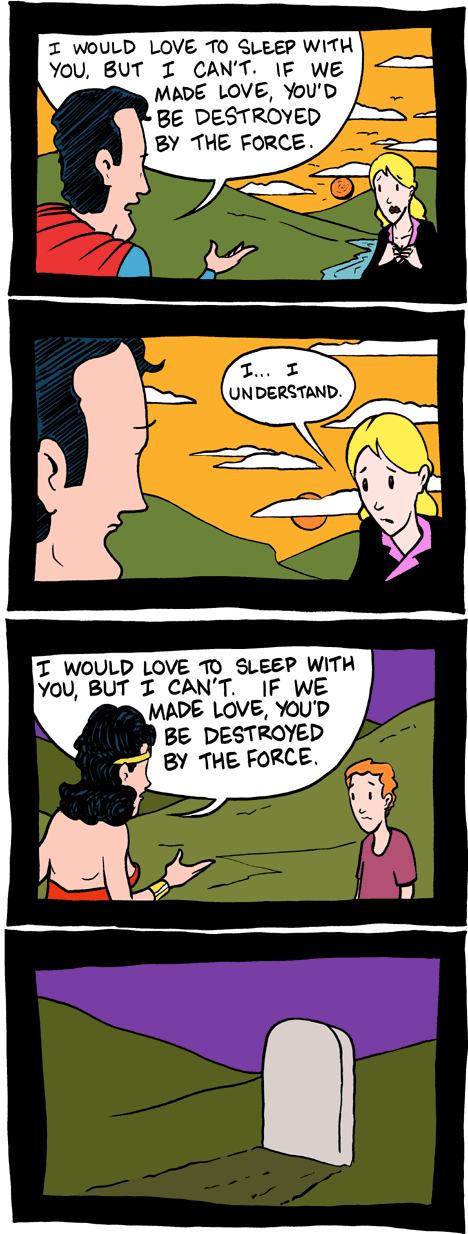 I WOULD LOVE TO SLEEP WITH
YOU, BUT I CAN'T. IF WE
MADE LOVE, YOU'D
BE DESTROYED
BY THE FORCE.
I... I
UNDERSTAND.
I WOULD LOVE TO SLEEP WITH
YOU, BUT I CAN'T. IF WE
MADE LOVE, YOU'D
BE DESTROYED
BY THE FORCE.